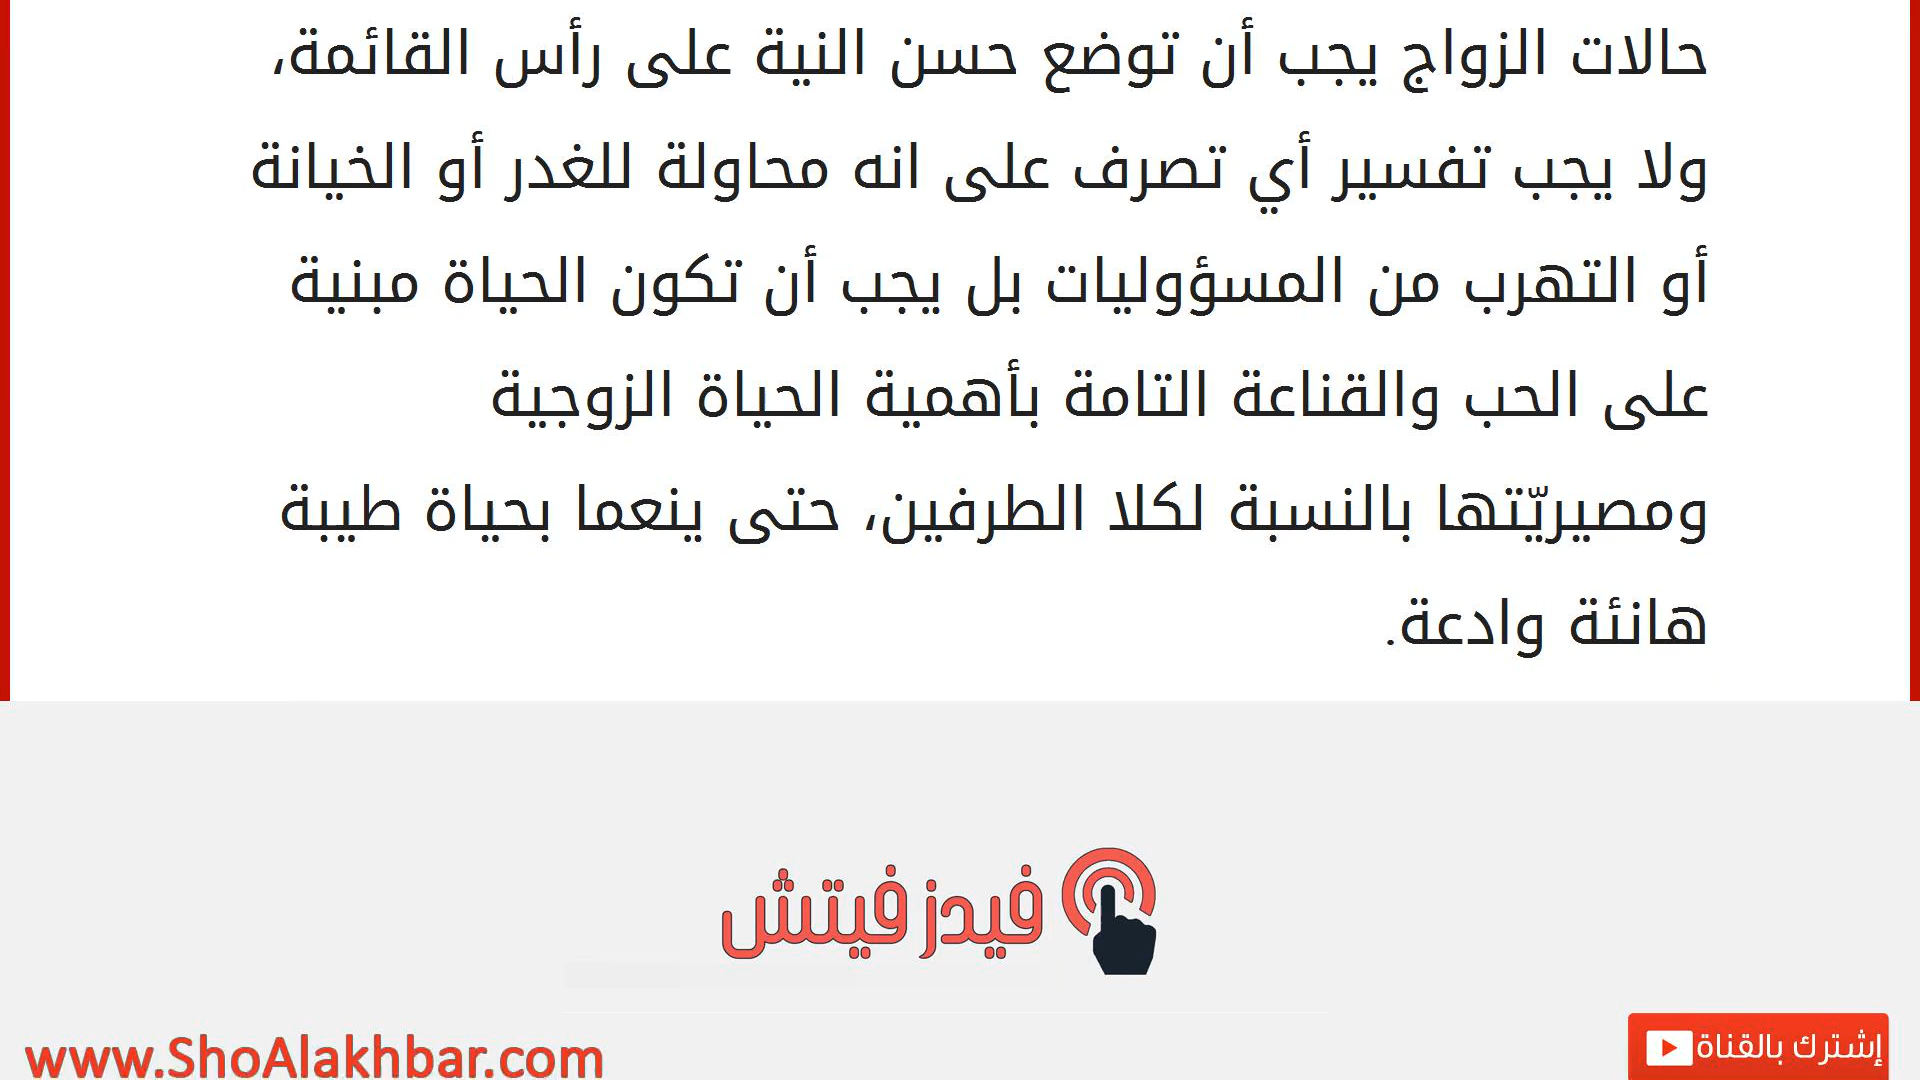 حالات الزواج يجب أن توضع حسن النية على رأس القائمة،
ولا يجب تفسير أي تصرف على انه محاولة للغدر أو الخيانة
أو التهرب من المسؤوليات بل يجب أن تكون الحياة مبنية
على الحب والقناعة التامة بأهمية الحياة الزوجية
ومصيريّتها بالنسبة لكلا الطرفين، حتى ينعما بحياة طيبة
هانئة وادعة.
فيدز فيتش
www.ShoAlakhbar.com
إشترك بالقناة